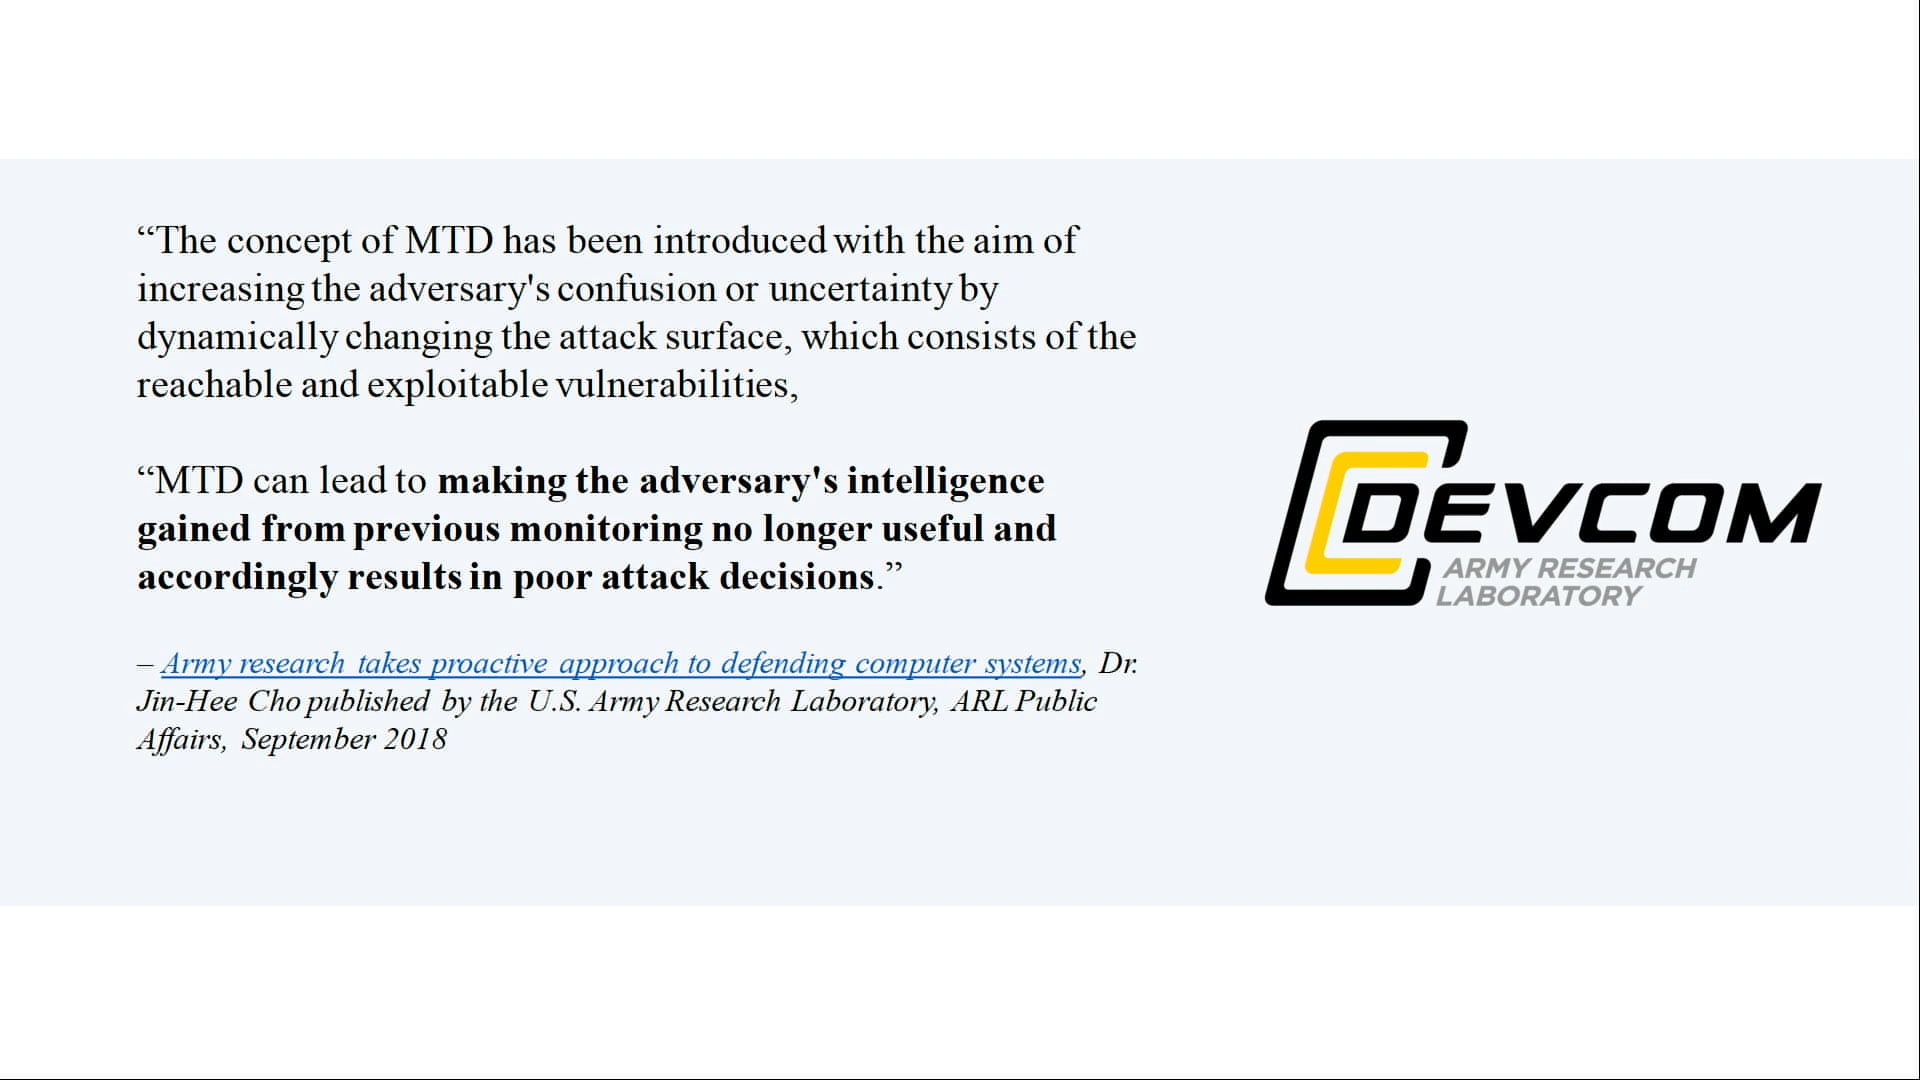 “The concept of MTD has been introduced with the aim of
increasing the adversary's confusion or uncertainty by
dynamically changing the attack surface, which consists of the
reachable and exploitable vulnerabilities,
“MTD can lead to making the adversary's intelligence
gained from previous monitoring no longer useful and
accordingly results in poor attack decisions.”
– Army research takes proactive approach to defending computer systems, Dr.
Jin-Hee Cho published by the U.S. Army Research Laboratory, ARL Public
Affairs, September 2018
DEVCOM
ARMY RESEARCH
LABORATORY